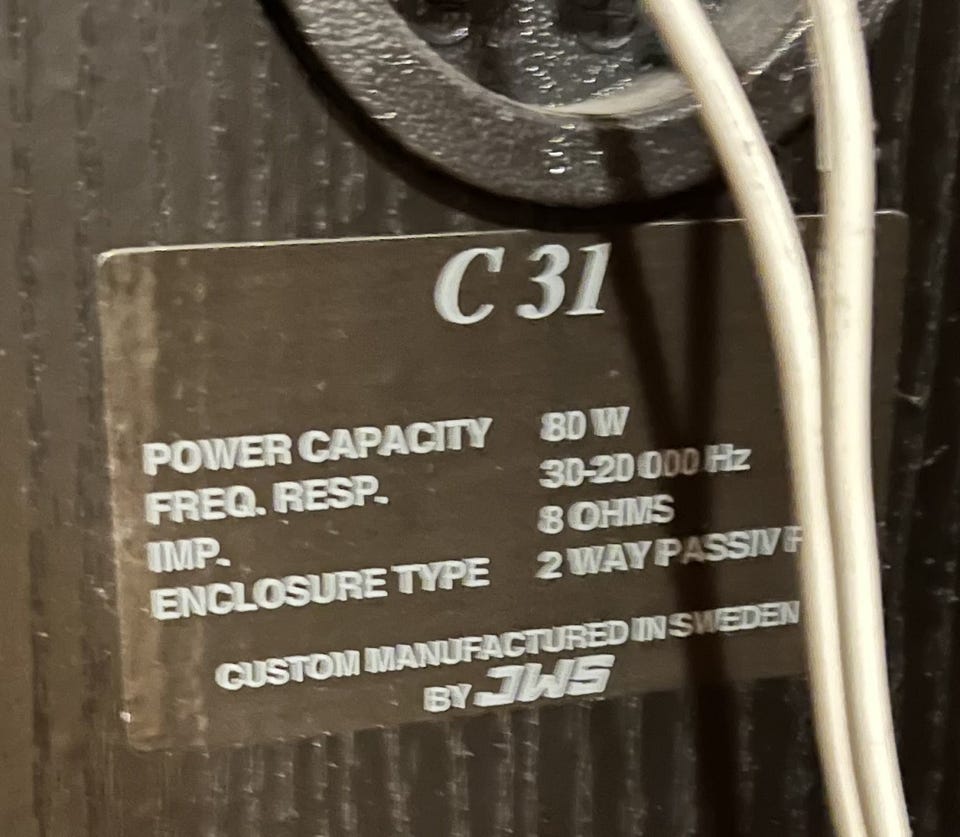 C 31
POWER CAPACITY 80 W
FREQ. RESP. 30-20 000 Hz
IMP. 8 OHMS
ENCLOSURE TYPE 2 WAY PASSIV
CUSTOM MANUFACTURED IN SWEDEN
BY JWS